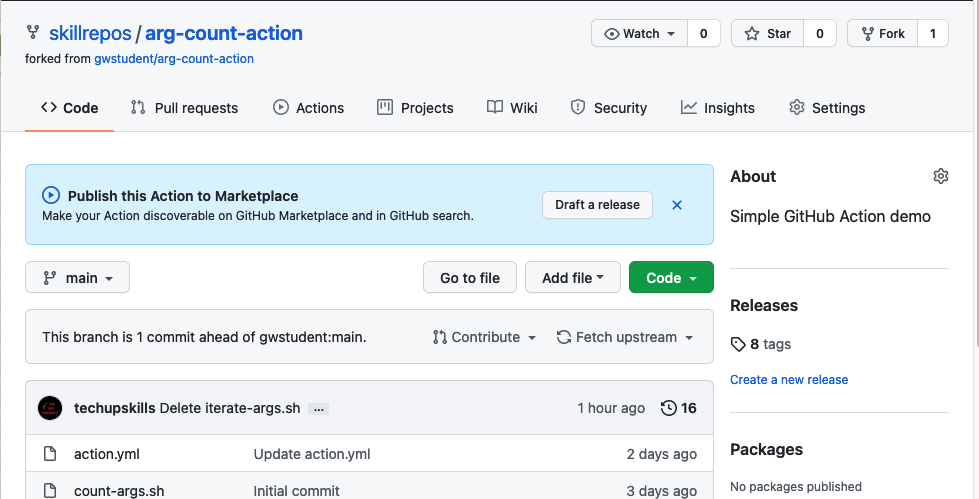 skillrepos / arg-count-action
Watch 0 Star 0 Fork 1
forked from gwstudent/arg-count-action
Code Pull requests Actions Projects Wiki Security Insights Settings
Publish this Action to Marketplace
Make your Action discoverable on GitHub Marketplace and in GitHub search.
Draft a release
main Go to file Add file Code
This branch is 1 commit ahead of gwstudent:main. Contribute Fetch upstream
techupskills Delete iterate-args.sh ... 1 hour ago 16
action.yml Update action.yml 2 days ago
count-args.sh Initial commit 3 days ago
About
Simple GitHub Action demo
Releases
8 tags
Create a new release
Packages
No packages published